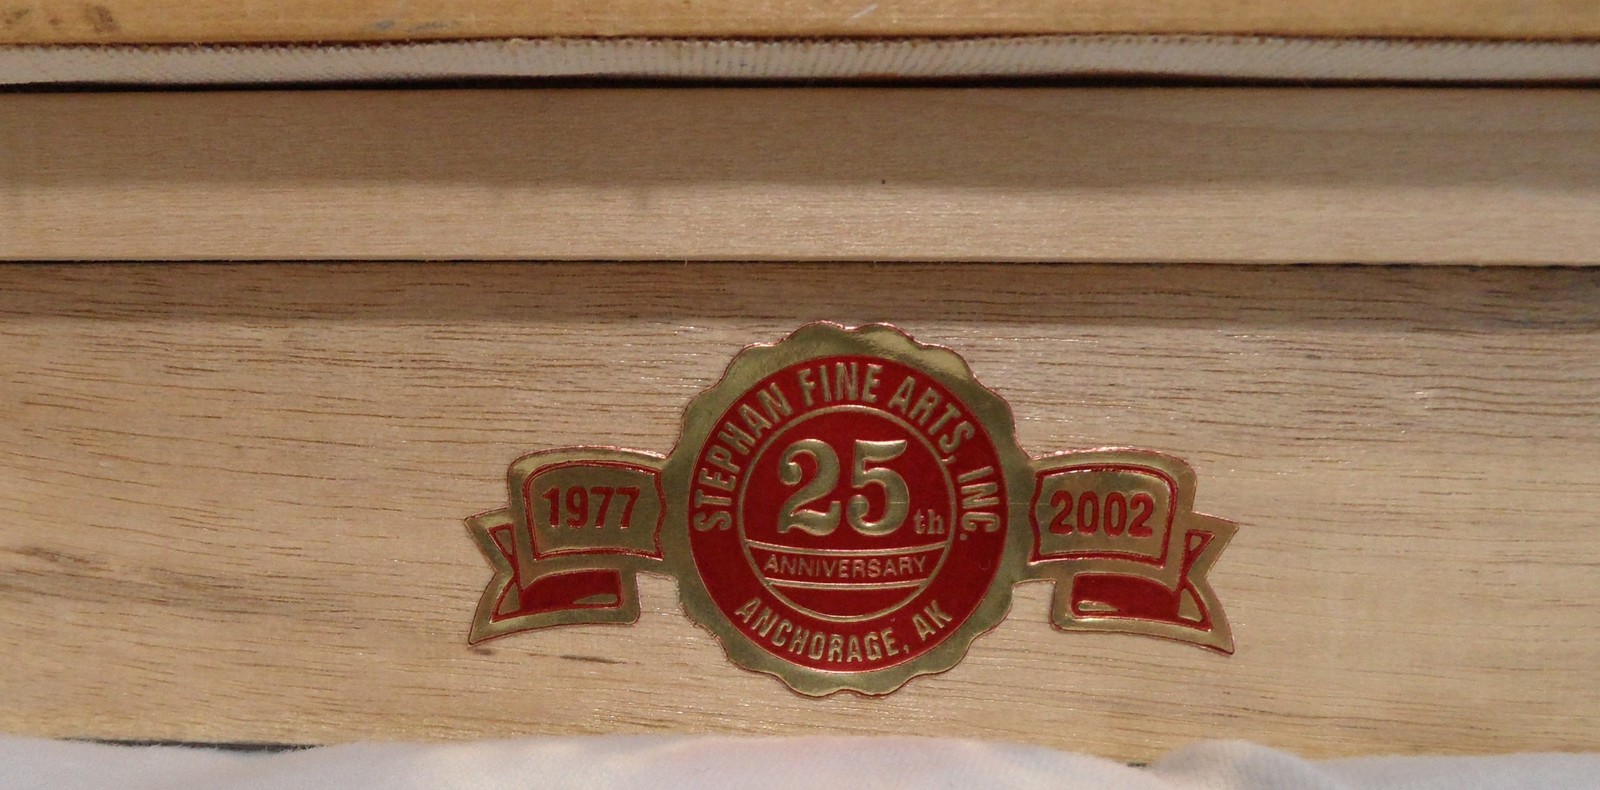 STEPHAN FINE ARTS, INC.
1977
25th
2002
ANNIVERSARY
ANCHORAGE, AK